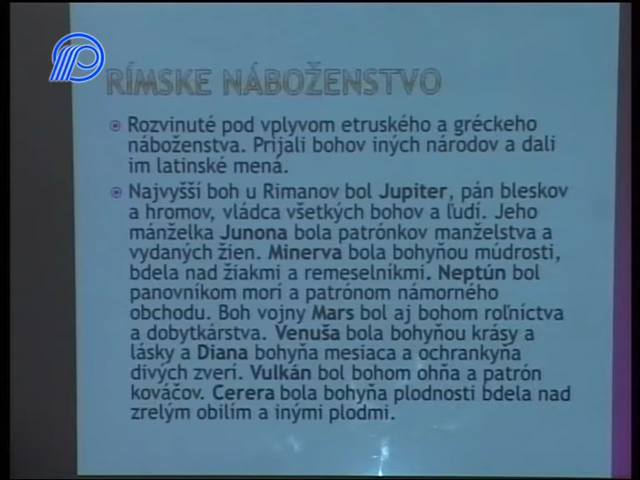 RÍMSKE NÁBOŽENSTVO
Rozvinuté pod vplyvom etruského a gréckeho
náboženstva. Prijali bohov iných národov a dali
im latinské mená.
Najvyšší boh u Rimanov bol Jupiter, pán bleskov
a hromov, vládca všetkých bohov a ľudí. Jeho
mánželka Junona bola patrónkov manželstva a
vydaných žien. Minerva bola bohyňou múdrosti,
bdela nad žiakmi a remeselníkmi. Neptún bol
panovníkom morí a patrónom námorného
obchodu. Boh vojny Mars bol aj bohom roľníctva
a dobytkárstva. Venuša bola bohyňou krásy a
lásky a Diana bohyňa mesiaca a ochrankyňa
divých zverí. Vulkán bol bohom ohňa a patrón
kováčov. Cerera bola bohyňa plodnosti bdela nad
zrelým obilím a inými plodmi.